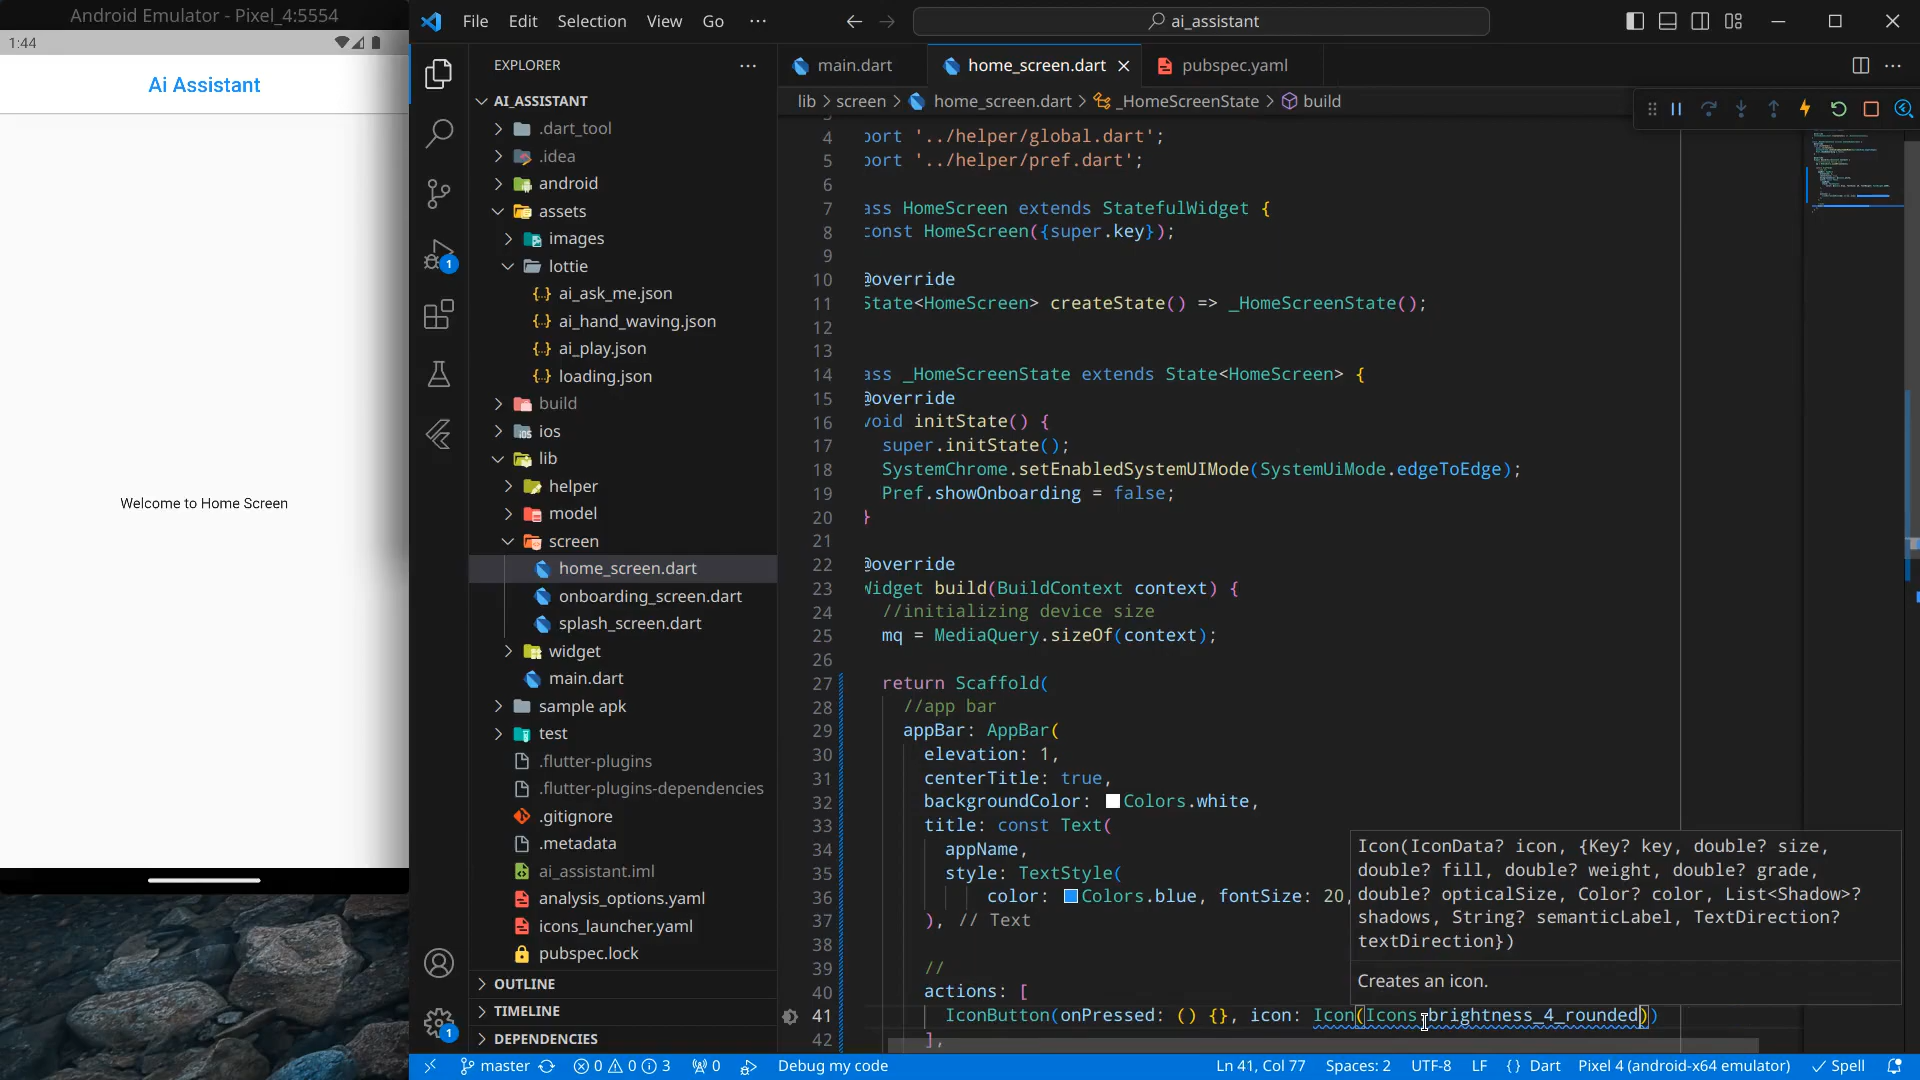 Android Emulator - Pixel_4:5554
1:44
Ai Assistant
Welcome to Home Screen
File Edit Selection View Go ···
ai_assistant
EXPLORER
AI_ASSISTANT
.dart_tool
.idea
android
assets
images
lottie
ai_ask_me.json
ai_hand_waving.json
ai_play.json
loading.json
build
ios
lib
helper
model
screen
home_screen.dart
onboarding_screen.dart
splash_screen.dart
widget
main.dart
sample apk
test
.flutter-plugins
.flutter-plugins-dependencies
.gitignore
.metadata
ai_assistant.iml
analysis_options.yaml
icons_launcher.yaml
pubspec.lock
OUTLINE
TIMELINE
DEPENDENCIES
1
1
main.dart home_screen.dart pubspec.yaml
lib > screen > home_screen.dart > _HomeScreenState > build
4 port '../helper/global.dart';
5 port '../helper/pref.dart';
6
7 ass HomeScreen extends StatefulWidget {
8 const HomeScreen({super.key});
9
10 @override
11 State<HomeScreen> createState() => _HomeScreenState();
12
13
14 ass _HomeScreenState extends State<HomeScreen> {
15 @override
16 void initState() {
17 super.initState();
18 SystemChrome.setEnabledSystemUIMode(SystemUiMode.edgeToEdge);
19 Pref.showOnboarding = false;
20 }
21
22 @override
23 Widget build(BuildContext context) {
24 //initializing device size
25 mq = MediaQuery.sizeOf(context);
26
27 return Scaffold(
28 //app bar
29 appBar: AppBar(
30 elevation: 1,
31 centerTitle: true,
32 backgroundColor: Colors.white,
33 title: const Text(
34 appName,
35 style: TextStyle(
36 color: Colors.blue, fontSize: 20,
37 ), // Text
38
39 //
40 actions: [
41 IconButton(onPressed: () {}, icon: Icon(Icons.brightness_4_rounded))
42 ],
Icon(IconData? icon, {Key? key, double? size,
double? fill, double? weight, double? grade,
double? opticalSize, Color? color, List<Shadow>?
shadows, String? semanticLabel, TextDirection?
textDirection})
Creates an icon.
master 0 0 3 0 Debug my code Ln 41, Col 77 Spaces: 2 UTF-8 LF {} Dart Pixel 4 (android-x64 emulator) Spell